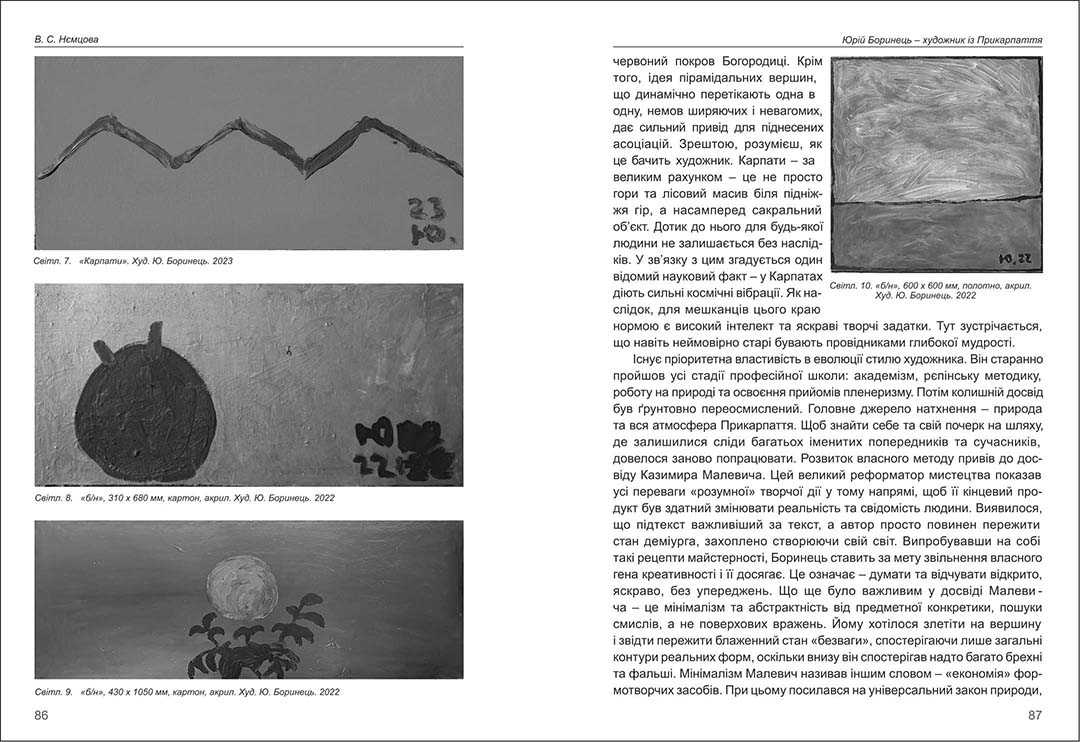 В. С. Нємцова
23
Ю.
Світл. 7. «Карпати». Худ. Ю. Боринець. 2023
Ю
22
Світл. 8. «б/н», 310 х 680 мм, картон, акрил. Худ. Ю. Боринець. 2022
Світл. 9. «б/н», 430 х 1050 мм, картон, акрил. Худ. Ю. Боринець. 2022
86
Юрій Боринець – художник із Прикарпаття
червоний покров Богородиці. Крім
того, ідея пірамідальних вершин,
що динамічно перетікають одна в
одну, немов ширяючих і невагомих,
дає сильний привід для піднесених
асоціацій. Зрештою, розумієш, як
це бачить художник. Карпати – за
великим рахунком – це не просто
гори та лісовий масив біля підніж-
жя гір, а насамперед сакральний
об’єкт. Дотик до нього для будь-якої
людини не залишається без наслід-
ків. У зв’язку з цим згадується один
відомий науковий факт – у Карпатах
діють сильні космічні вібрації. Як на-
слідок, для мешканців цього краю
нормою є високий інтелект та яскраві творчі задатки. Тут зустрічається,
що навіть неймовірно старі бувають провідниками глибокої мудрості.
Ю, 22
Світл. 10. «б/н», 600 х 600 мм, полотно, акрил.
Худ. Ю. Боринець. 2022
Існує пріоритетна властивість в еволюції стилю художника. Він старанно
пройшов усі стадії професійної школи: академізм, рєпінську методику,
роботу на природі та освоєння прийомів пленеризму. Потім колишній досвід
був ґрунтовно переосмислений. Головне джерело натхнення – природа
та вся атмосфера Прикарпаття. Щоб знайти себе та свій почерк на шляху,
де залишилися сліди багатьох іменитих попередників та сучасників,
довелося заново попрацювати. Розвиток власного методу привів до дос-
віду Казимира Малевича. Цей великий реформатор мистецтва показав
усі переваги «розумної» творчої дії у тому напрямі, щоб її кінцевий про-
дукт був здатний змінювати реальність та свідомість людини. Виявилося,
що підтекст важливіший за текст, а автор просто повинен пережити
стан деміурга, захоплено створюючи свій світ. Випробувавши на собі
такі рецепти майстерності, Боринець ставить за мету звільнення власного
гена креативності і її досягає. Це означає – думати та відчувати відкрито,
яскраво, без упереджень. Що ще було важливим у досвіді Малеви-
ча – це мінімалізм та абстрактність від предметної конкретики, пошуки
смислів, а не поверхових вражень. Йому хотілося злетіти на вершину
і звідти пережити блаженний стан «безваги», спостерігаючи лише загальні
контури реальних форм, оскільки внизу він спостерігав надто багато брехні
та фальші. Мінімалізм Малевич називав іншим словом – «економія» фор-
мотворчих засобів. При цьому посилався на універсальний закон природи,
87